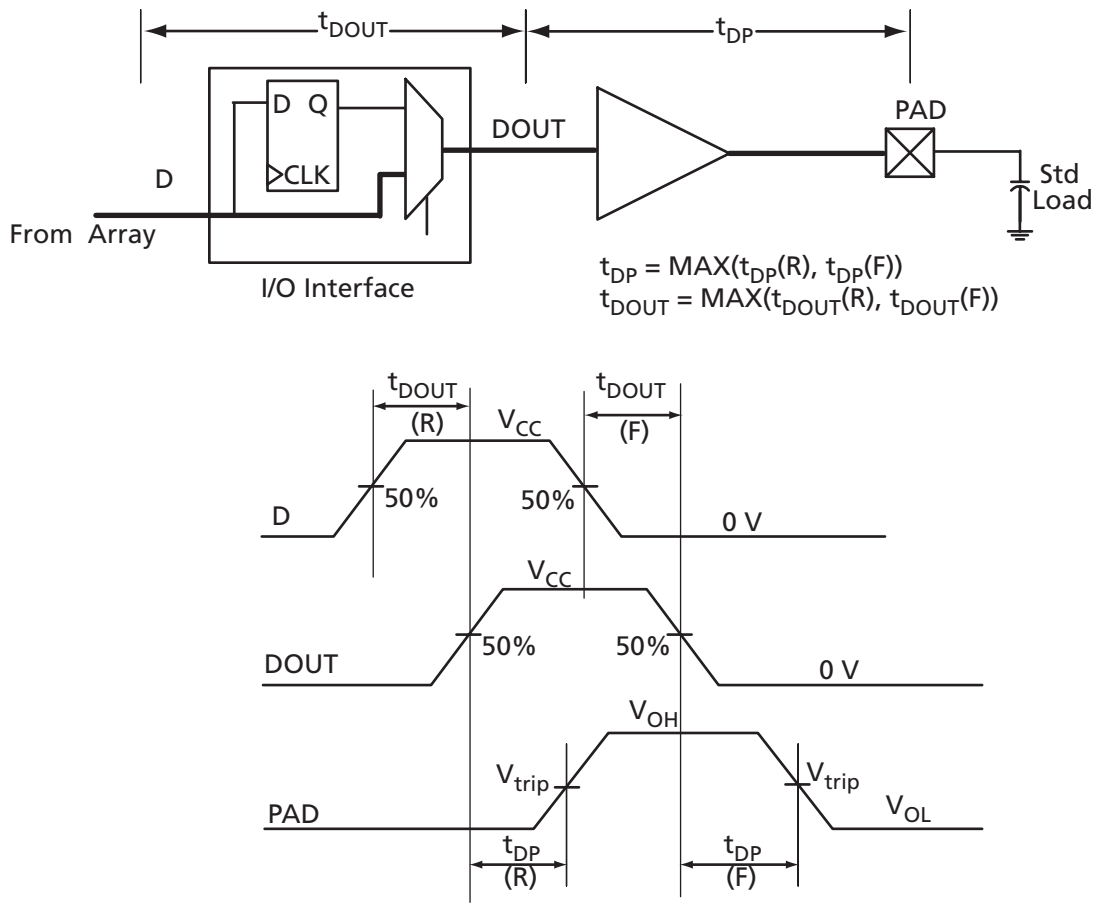 tDOUT
tDP
D Q
CLK
DOUT
PAD
D
Std
Load
From Array
I/O Interface
tDP = MAX(tDP(R), tDP(F))
tDOUT = MAX(tDOUT(R), tDOUT(F))
tDOUT
(R)
tDOUT
(F)
VCC
50%
50%
D
0 V
VCC
50%
50%
DOUT
0 V
VOH
Vtrip
Vtrip
PAD
VOL
tDP
(R)
tDP
(F)